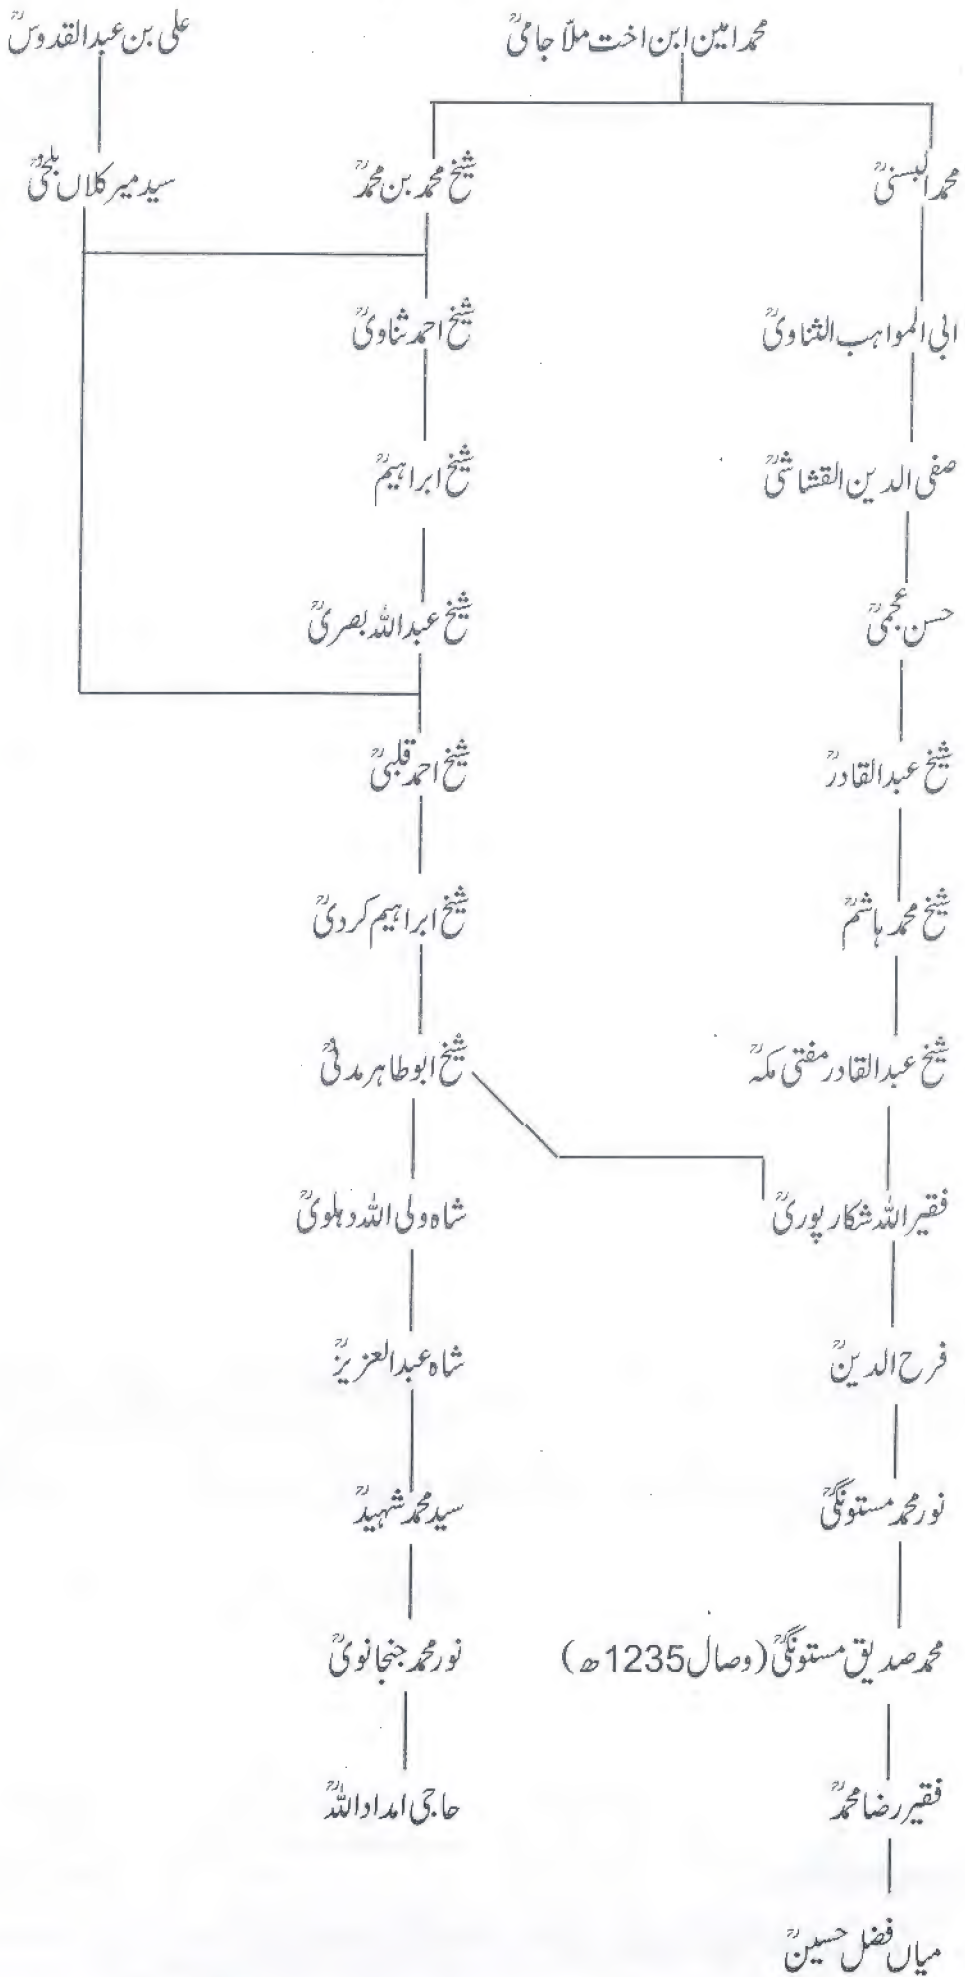 محمد امین ابن اخت ملّا جامیؒ
علی بن عبدالقدوسؒ
محمد البسنیؒ
شیخ محمد بن محمدؒ
سید میر کلاں بلخیؒ
ابی المواہب الشناویؒ
شیخ احمد شناویؒ
صفی الدین القشاشیؒ
شیخ ابراہیمؒ
حسن عجمیؒ
شیخ عبداللہ بصریؒ
شیخ عبدالقادرؒ
شیخ احمد قلبیؒ
شیخ محمد ہاشمؒ
شیخ ابراہیم کردیؒ
شیخ عبدالقادر مفتی مکہؒ
شیخ ابو طاہر مدنیؒ
فقیر اللہ شکار پوریؒ
شاہ ولی اللہ دہلویؒ
فرح الدینؒ
شاہ عبدالعزیزؒ
نور محمد مستونگیؒ
سید محمد شہیدؒ
محمد صدیق مستونگیؒ (وصال 1235ھ)
نور محمد جنجانویؒ
فقیر رضا محمدؒ
حاجی امداد اللہؒ
میاں فضل حسینؒ